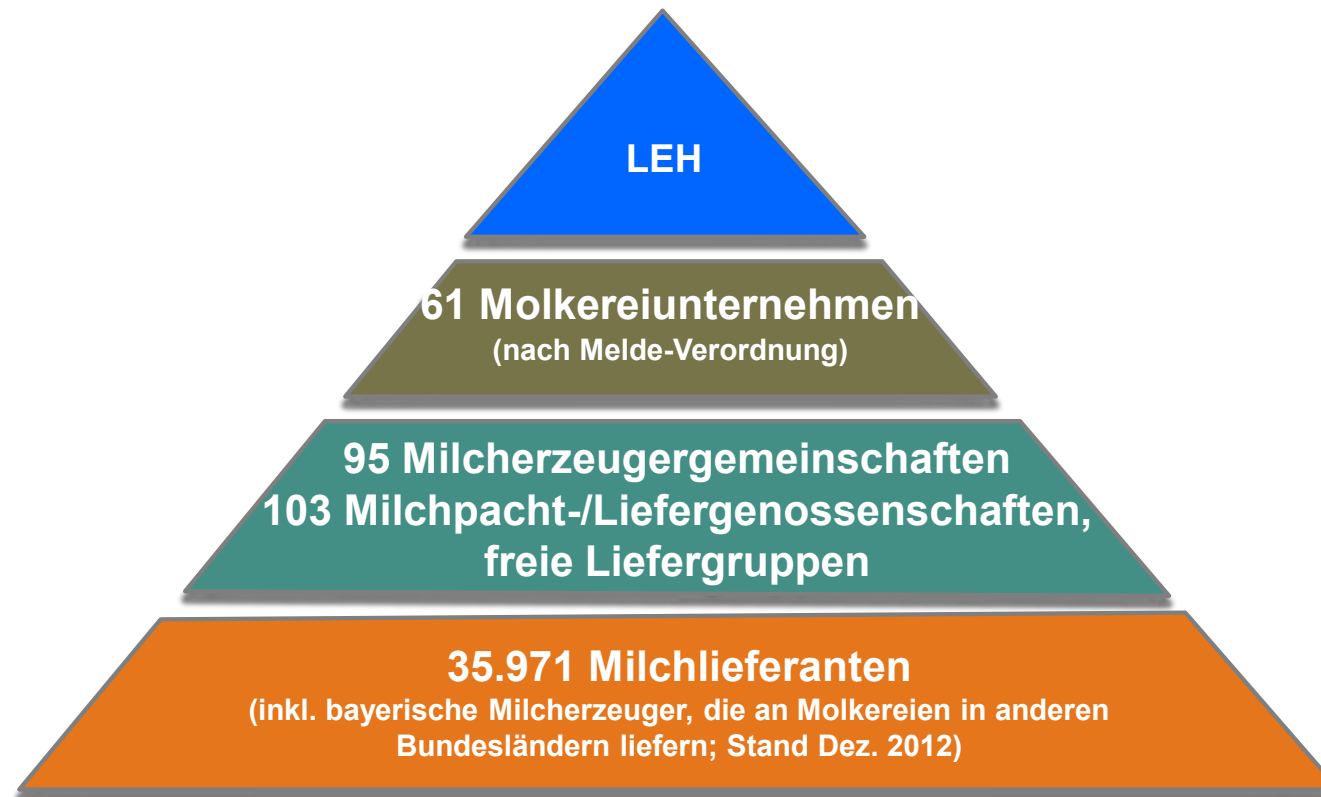 LEH
61 Molkereiunternehmen
(nach Melde-Verordnung)
95 Milcherzeugergemeinschaften
103 Milchpacht-/Liefergenossenschaften,
freie Liefergruppen
35.971 Milchlieferanten
(inkl. bayerische Milcherzeuger, die an Molkereien in anderen
Bundesländern liefern; Stand Dez. 2012)